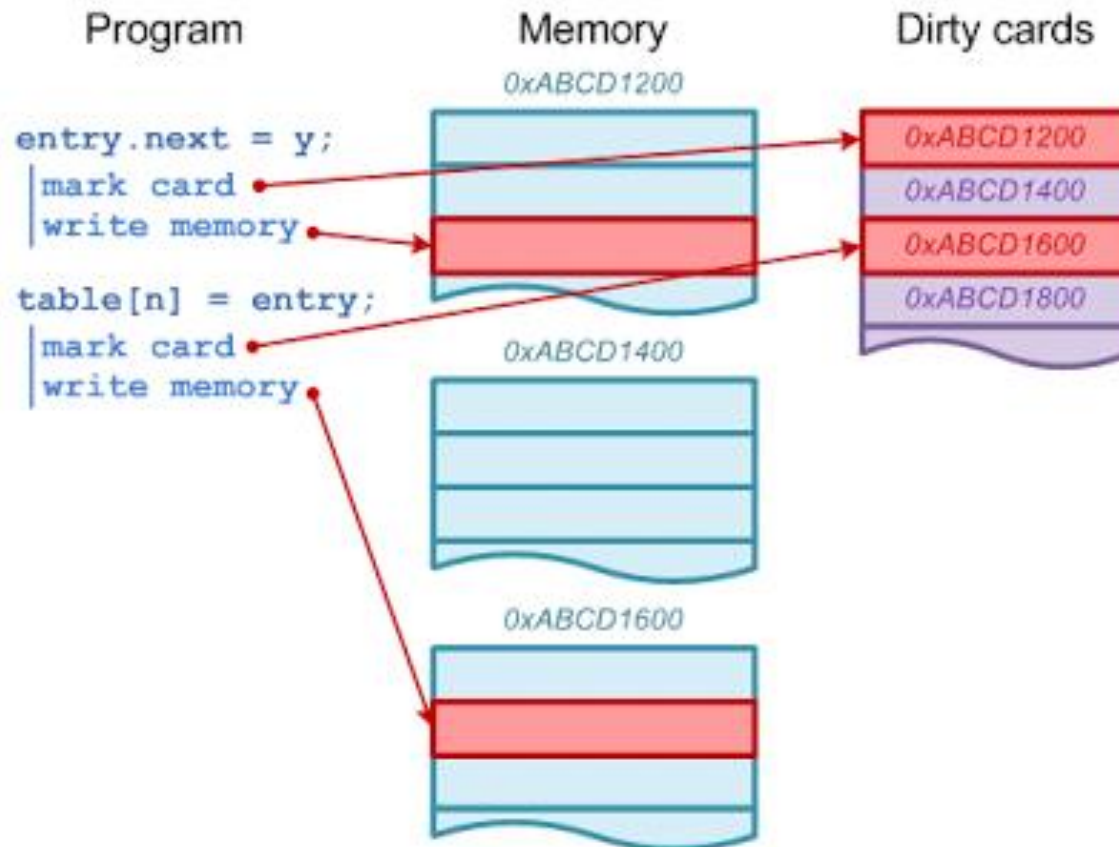 Program
entry.next = y;
mark card
write memory
table[n] = entry;
mark card
write memory
Memory
0xABCD1200
0xABCD1400
0xABCD1600
Dirty cards
0xABCD1200
0xABCD1400
0xABCD1600
0xABCD1800